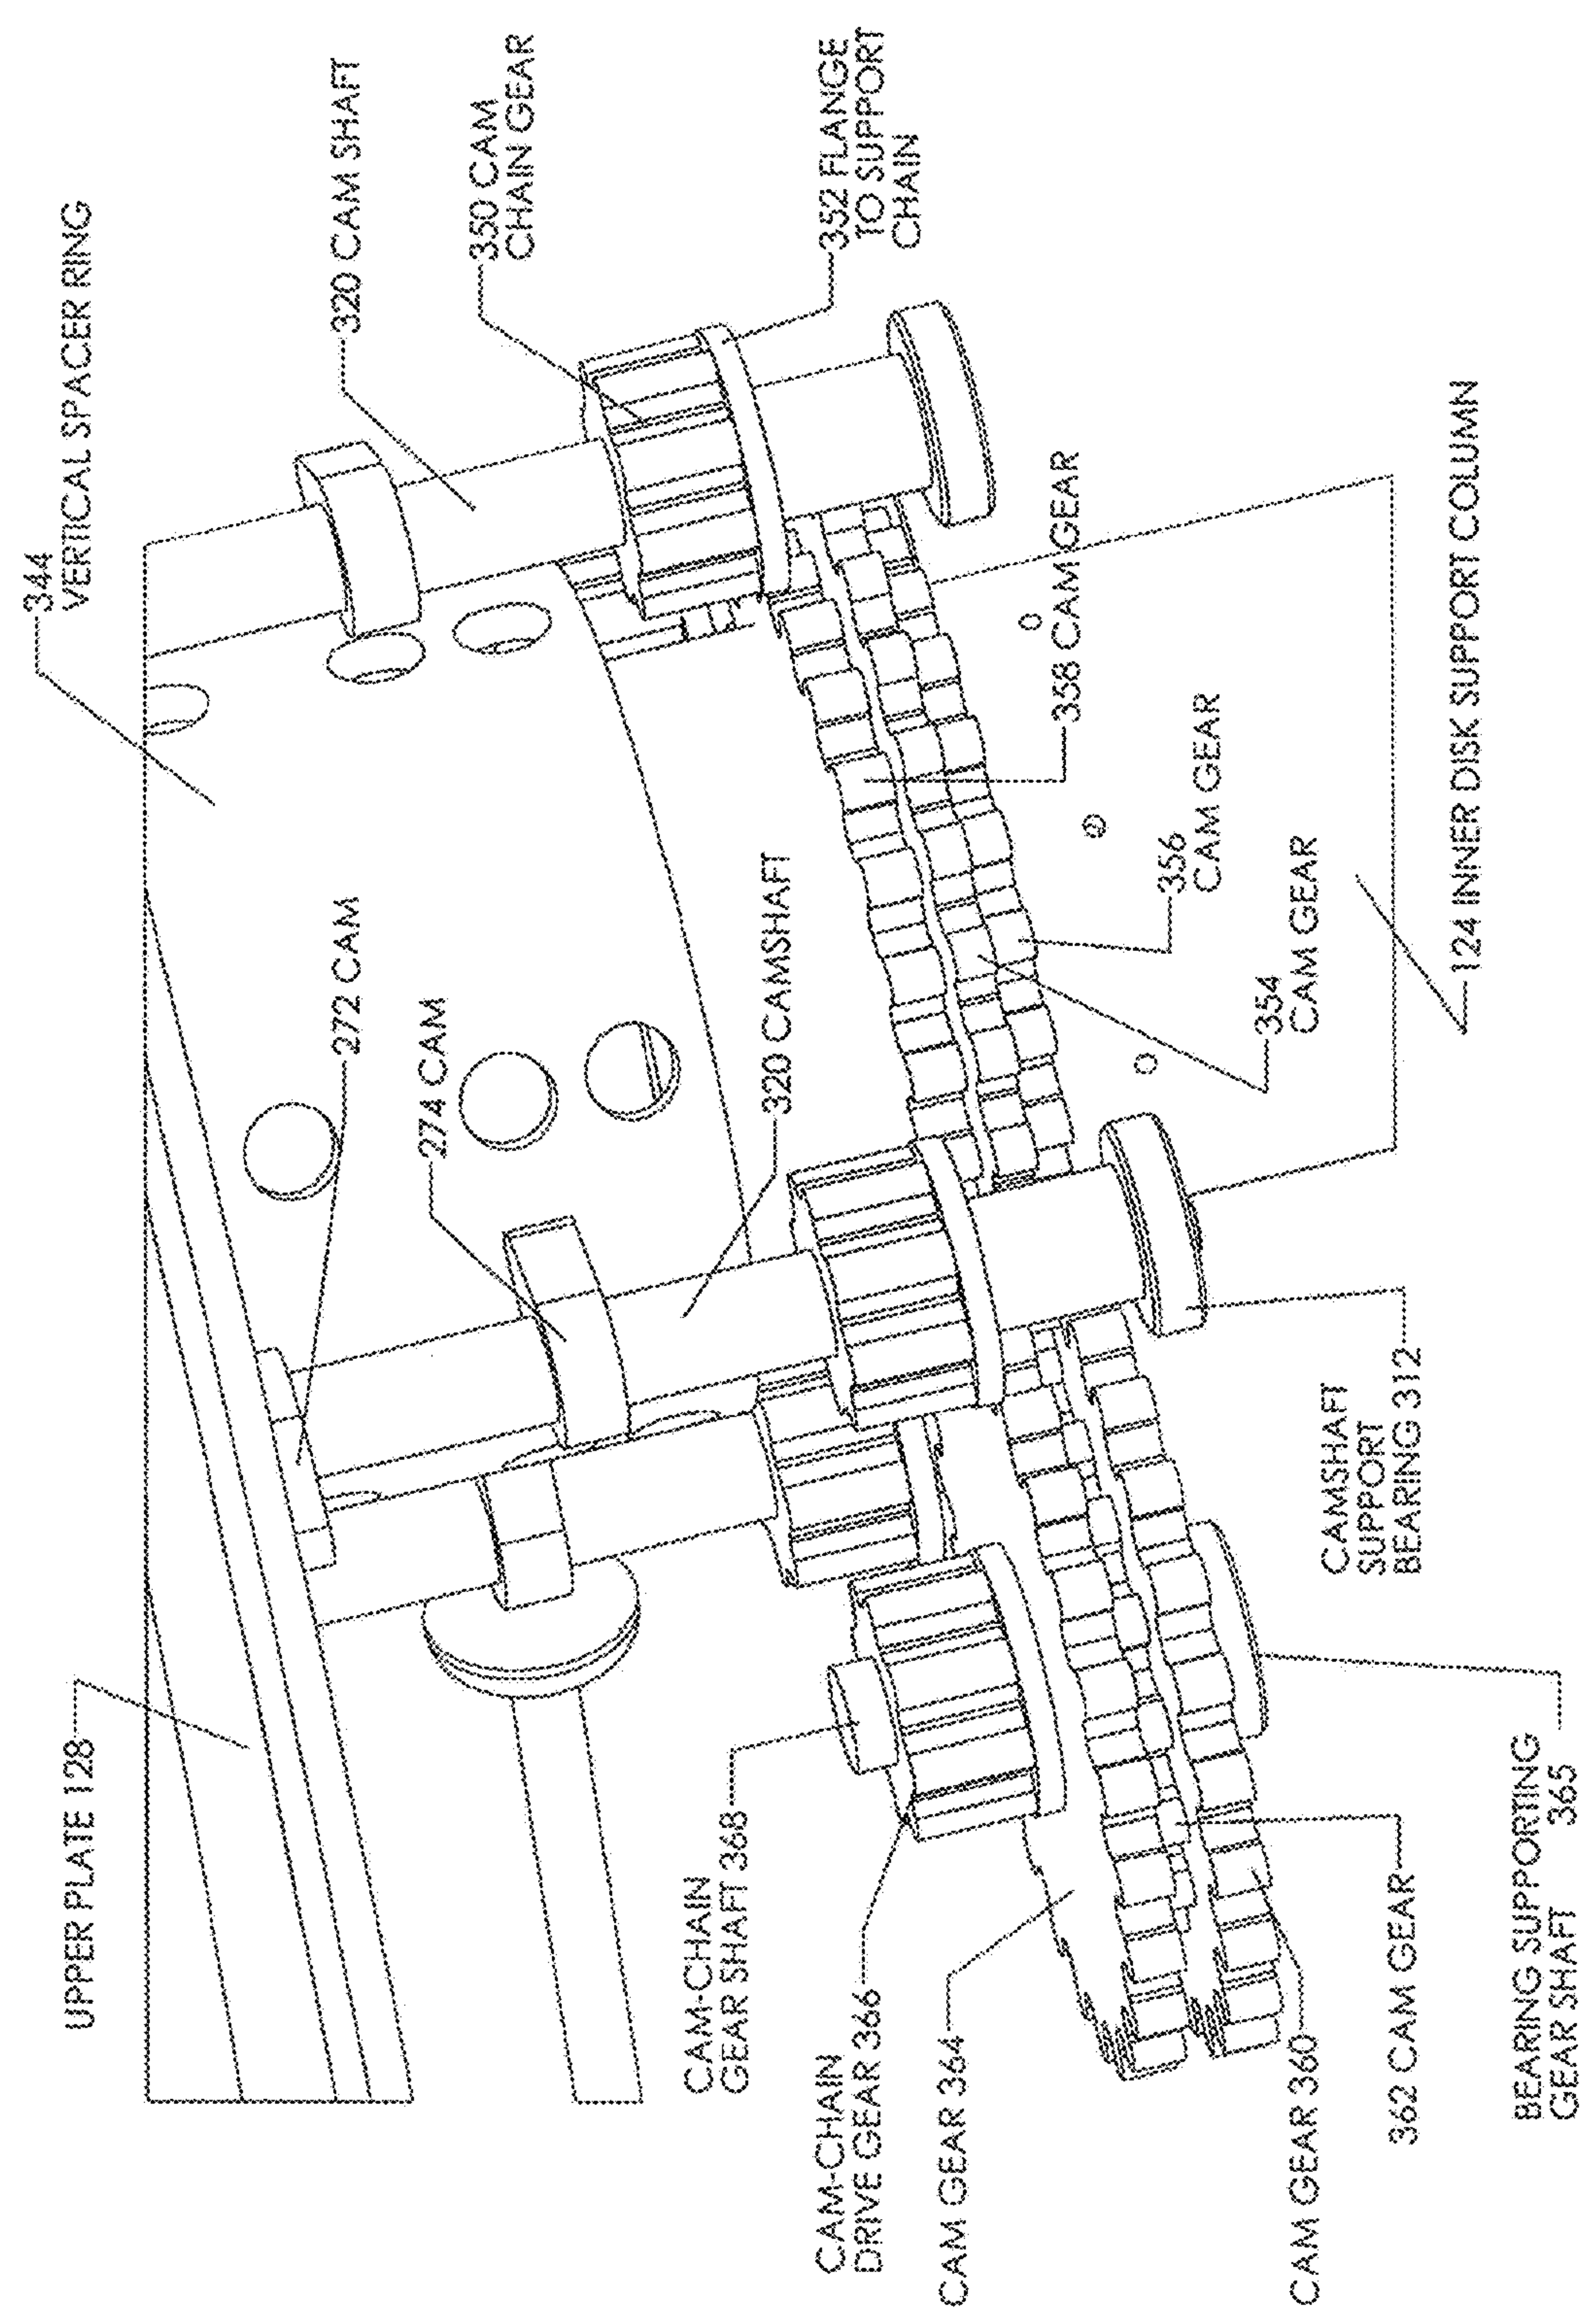 344
VERTICAL SPACER RING
320 CAM SHAFT
350 CAM
CHAIN GEAR
352 FLANGE
TO SUPPORT
CHAIN
272 CAM
274 CAM
320 CAMSHAFT
358 CAM GEAR
356
CAM GEAR
354
CAM GEAR
124 INNER DISK SUPPORT COLUMN
UPPER PLATE 128
CAM-CHAIN
GEAR SHAFT 368
CAM-CHAIN
DRIVE GEAR 366
CAM GEAR 364
CAM GEAR 360
362 CAM GEAR
CAMSHAFT
SUPPORT
BEARING 312
BEARING SUPPORTING
GEAR SHAFT 365